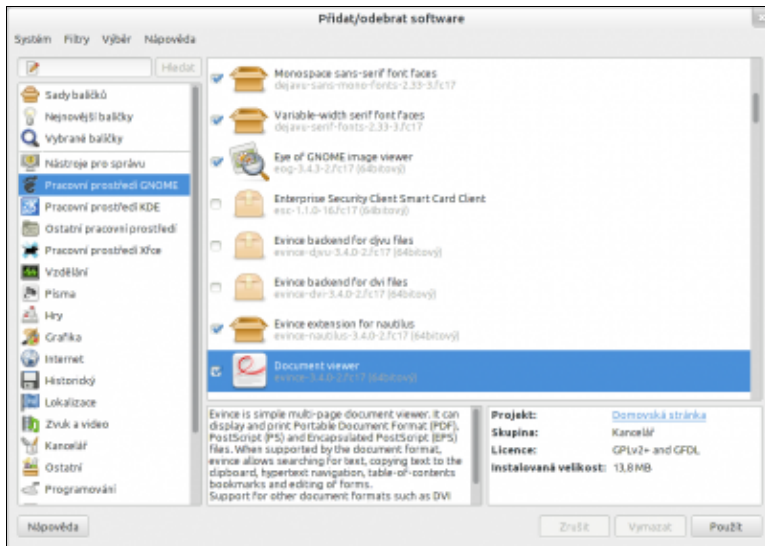 Přidat/odebrat software
Systém Filtry Výběr Nápověda
Hledat
Sady balíčků
Nejnovější balíčky
Vybrané balíčky
Nástroje pro správu
Pracovní prostředí GNOME
Pracovní prostředí KDE
Ostatní pracovní prostředí
Pracovní prostředí Xfce
Vzdělání
Písma
Hry
Grafika
Internet
Historický
Lokalizace
Zvuk a video
Kancelář
Ostatní
Programování
Monospace sans-serif font faces
dejavu-sans-mono-fonts-2.33-3.fc17
Variable-width serif font faces
dejavu-serif-fonts-2.33-3.fc17
Eye of GNOME image viewer
eog-3.4.3-2.fc17 (64bitový)
Enterprise Security Client Smart Card Client
esc-1.1.0-16.fc17 (64bitový)
Evince backend for djvu files
evince-djvu-3.4.0-2.fc17 (64bitový)
Evince backend for dvi files
evince-dvi-3.4.0-2.fc17 (64bitový)
Evince extension for nautilus
evince-nautilus-3.4.0-2.fc17 (64bitový)
Document viewer
evince-3.4.0-2.fc17 (64bitový)
Evince is simple multi-page document viewer. It can
display and print Portable Document Format (PDF),
PostScript (PS) and Encapsulated PostScript (EPS)
files. When supported by the document format,
evince allows searching for text, copying text to the
clipboard, hypertext navigation, table-of-contents
bookmarks and editing of forms.
Support for other document formats such as DVI
Projekt: Domovská stránka
Skupina: Kancelář
Licence: GPLv2+ and GFDL
Instalovaná velikost: 13,8 MB
Nápověda
Zrušit Vymazat Použít